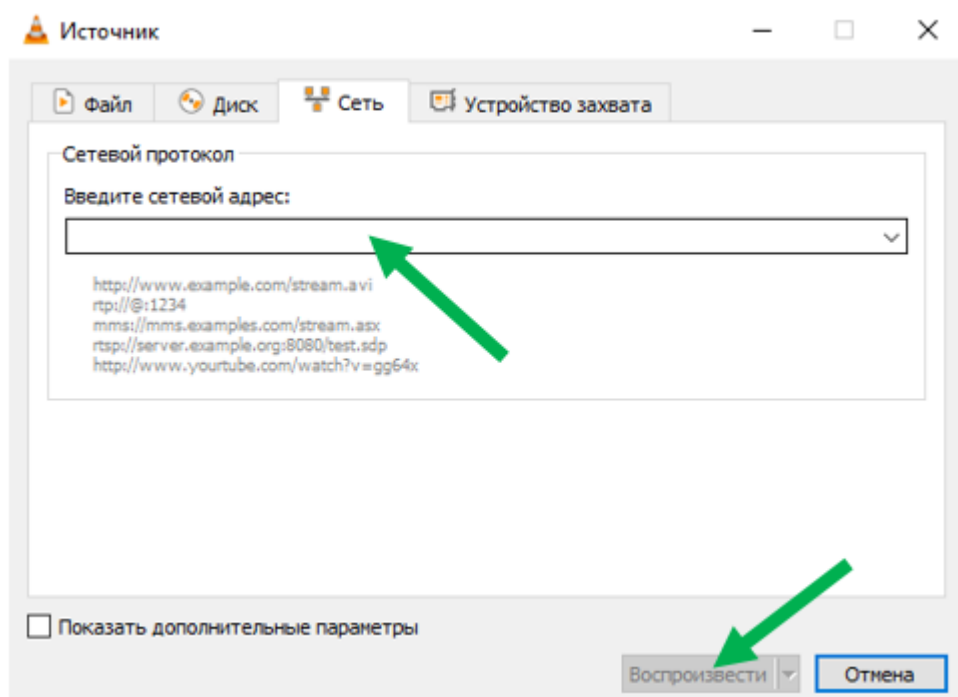 Источник
Файл Диск Сеть Устройство захвата
Сетевой протокол
Введите сетевой адрес:
http://www.example.com/stream.avi
rtp://@:1234
mms://mms.examples.com/stream.asx
rtsp://server.example.org:8080/test.sdp
http://www.yourtube.com/watch?v=gg64x
Показать дополнительные параметры
Воспроизвести Отмена